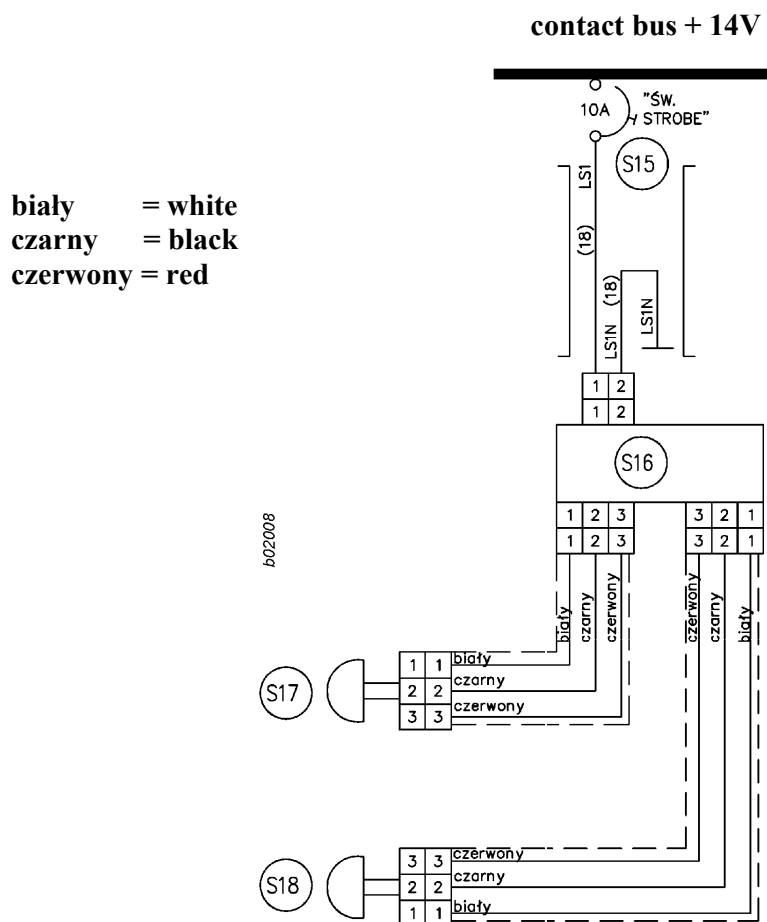 contact bus + 14V
10A
"ŚW.
STROBE"
S15
LS1
(18)
biały = white
czarny = black
czerwony = red
(18)
LS1N
LS1N
1 2
1 2
S16
1 2 3 3 2 1
1 2 3 3 2 1
b02008
biały czarny czerwony czerwony czarny biały
S17
1 1 biały
2 2 czarny
3 3 czerwony
S18
3 3 czerwony
2 2 czarny
1 1 biały